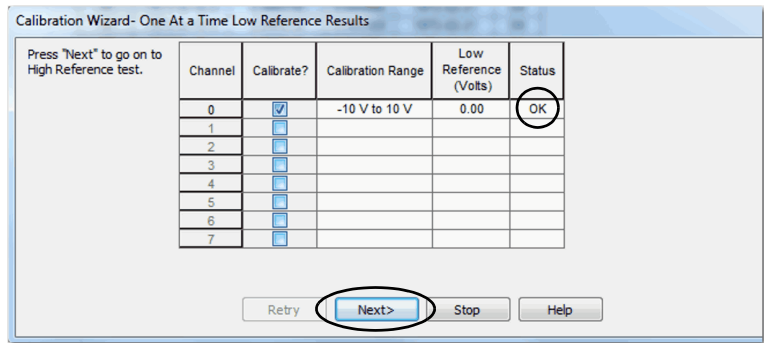 Calibration Wizard- One At a Time Low Reference Results
Press "Next" to go on to
High Reference test.
Channel Calibrate? Calibration Range Low Reference (Volts) Status
0 -10 V to 10 V 0.00 OK
1
2
3
4
5
6
7
Retry Next> Stop Help